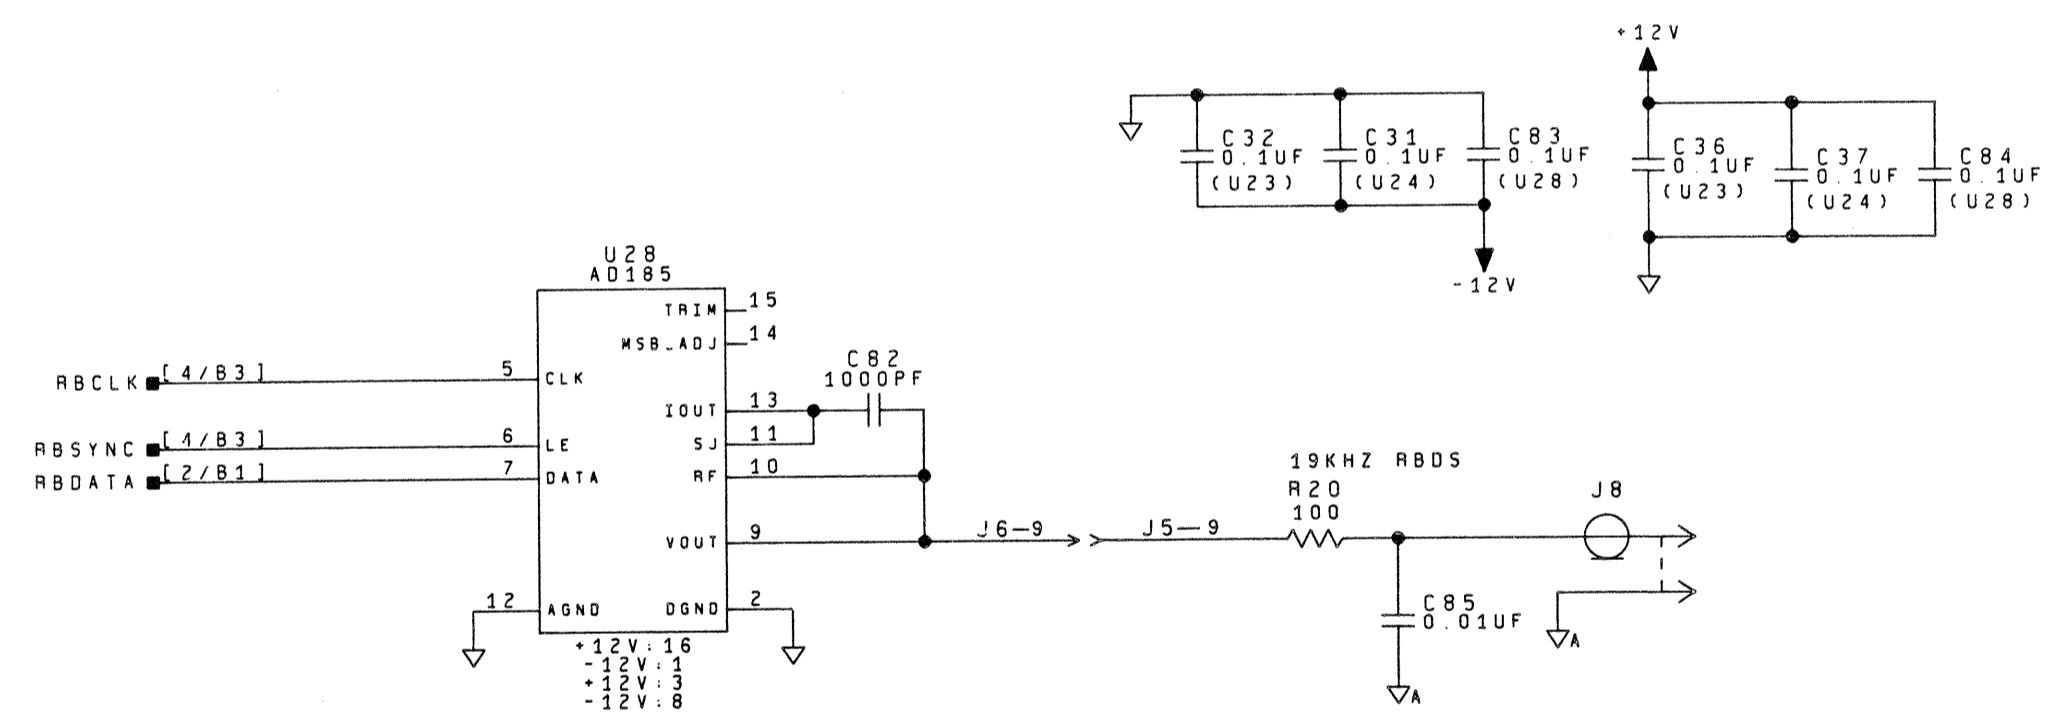 +12V
C32
0.1UF
(U23)
C31
0.1UF
(U24)
C83
0.1UF
(U28)
-12V
C36
0.1UF
(U23)
C37
0.1UF
(U24)
C84
0.1UF
(U28)
U28
AD185
TRIM 15
MSB_ADJ 14
RBCLK [4/B3] 5 CLK
C82
1000PF
IOUT 13
RBSYNC [4/B3] 6 LE
SJ 11
RBDATA [2/B1] 7 DATA
RF 10
VOUT 9
J6-9
J5-9
19KHZ RBDS
R20
100
J8
12 AGND
DGND 2
+12V:16
-12V:1
+12V:3
-12V:8
C85
0.01UF
A
A